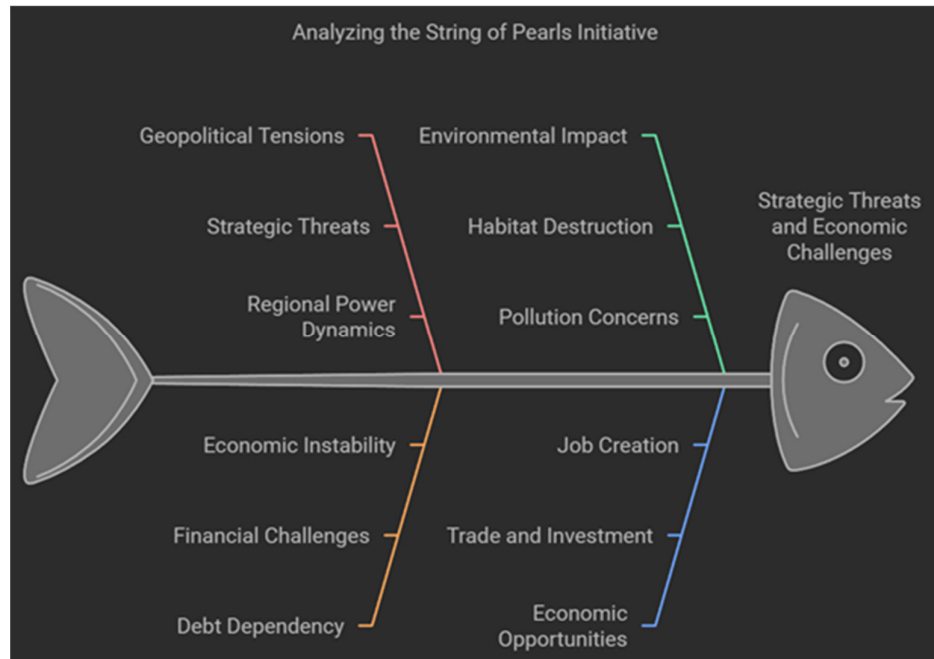 Analyzing the String of Pearls Initiative
Geopolitical Tensions
Environmental Impact
Strategic Threats
Habitat Destruction
Strategic Threats
and Economic
Challenges
Regional Power
Dynamics
Pollution Concerns
Economic Instability
Job Creation
Financial Challenges
Trade and Investment
Debt Dependency
Economic
Opportunities